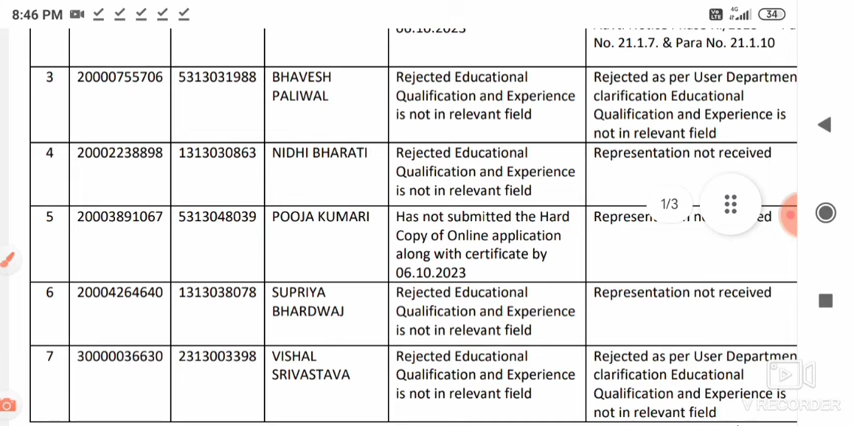 8:46 PM
4G
34
No. 21.1.7. & Para No. 21.1.10
3 20000755706 5313031988 BHAVESH PALIWAL Rejected Educational Qualification and Experience is not in relevant field Rejected as per User Departmen clarification Educational Qualification and Experience is not in relevant field
4 20002238898 1313030863 NIDHI BHARATI Rejected Educational Qualification and Experience is not in relevant field Representation not received
5 20003891067 5313048039 POOJA KUMARI Has not submitted the Hard Copy of Online application along with certificate by 06.10.2023
1/3
6 20004264640 1313038078 SUPRIYA BHARDWAJ Rejected Educational Qualification and Experience is not in relevant field Representation not received
7 30000036630 2313003398 VISHAL SRIVASTAVA Rejected Educational Qualification and Experience is not in relevant field Rejected as per User Departmen clarification Educational Qualification and Experience is not in relevant field
V RECORDER